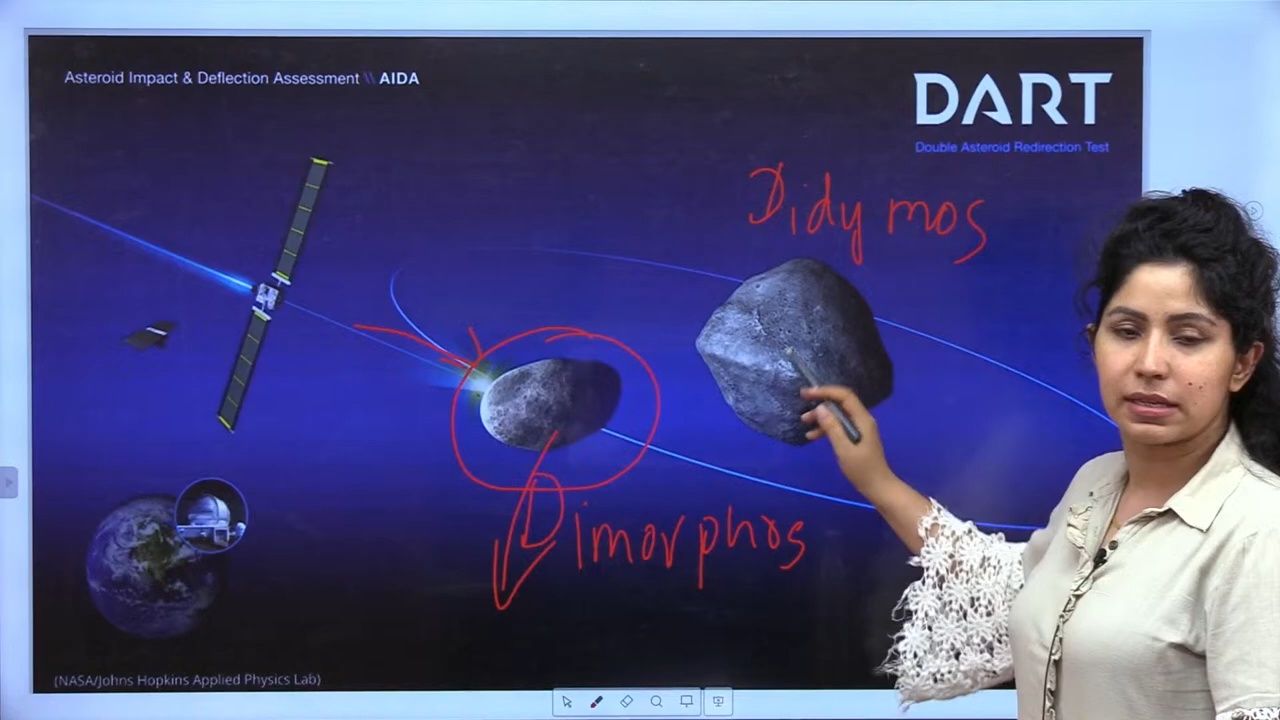 Asteroid Impact & Deflection Assessment \\ AIDA
DART
Double Asteroid Redirection Test
Didymos
Dimorphos
(NASA/Johns Hopkins Applied Physics Lab)